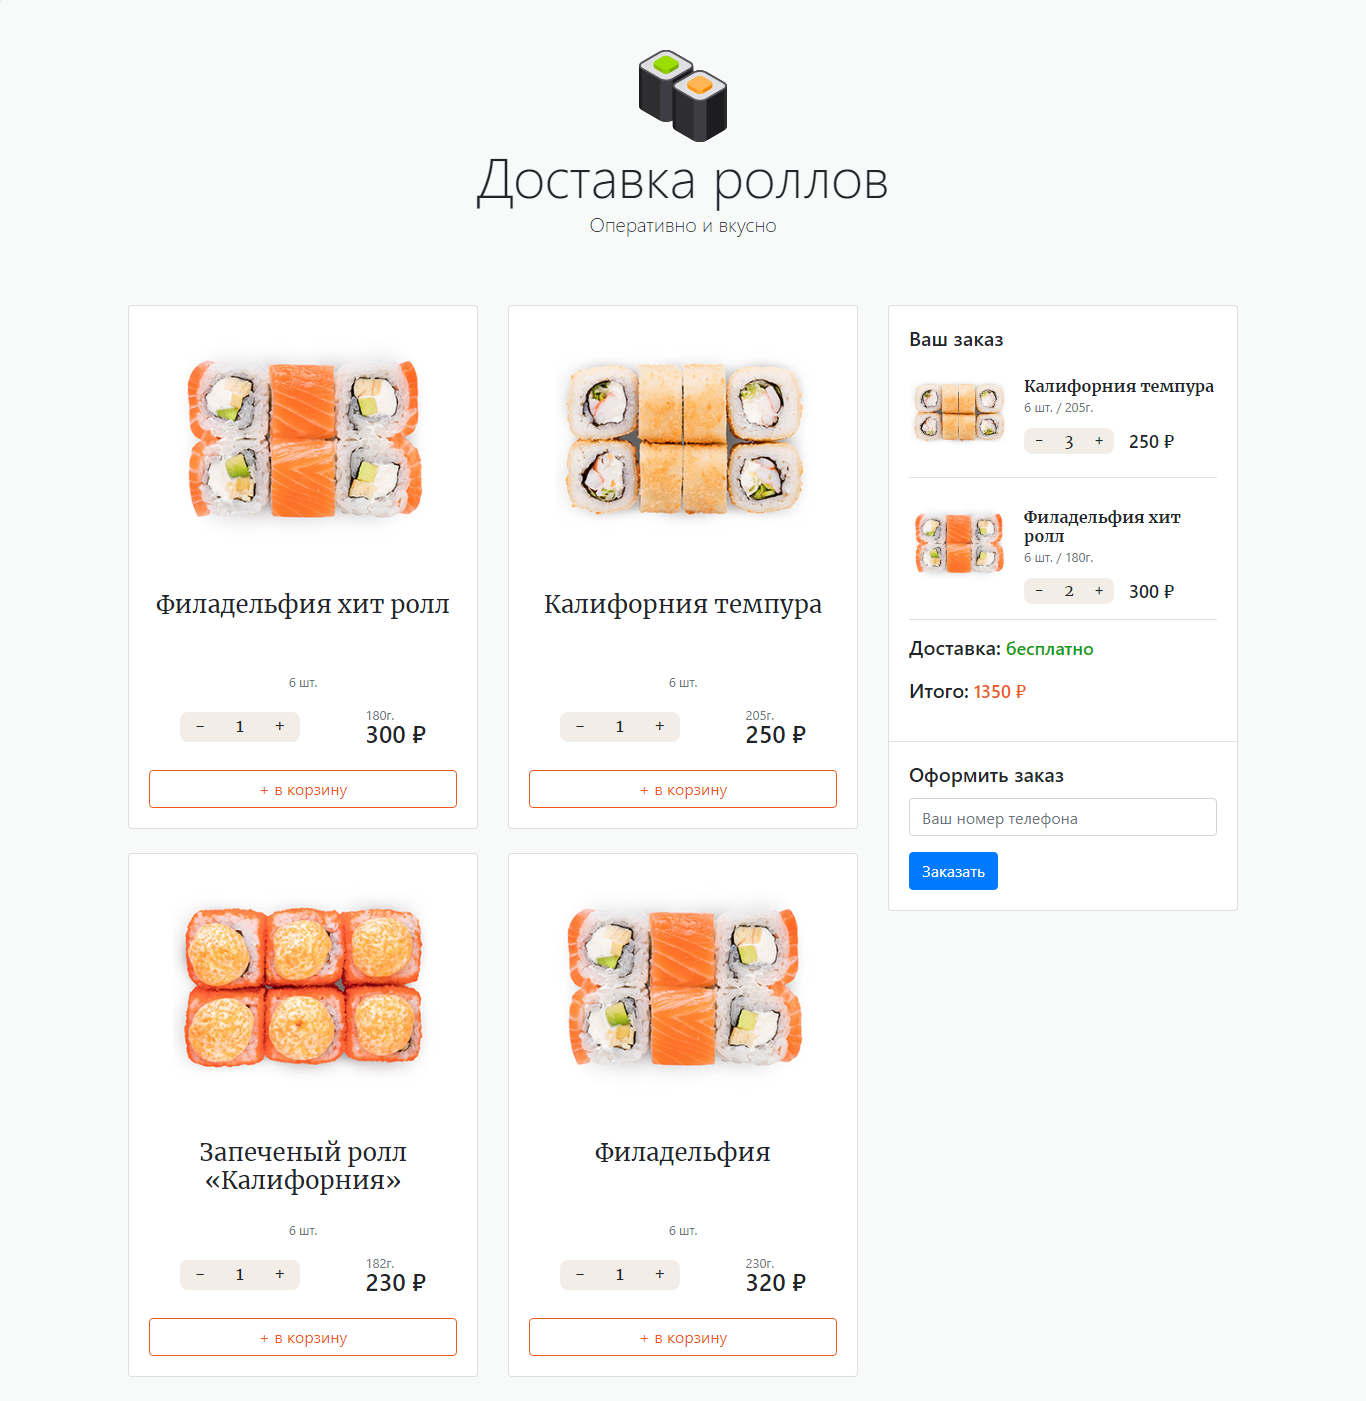 Доставка роллов
Оперативно и вкусно
Филадельфия хит ролл
6 шт.
- 1 +
180г.
300 ₽
+ в корзину
Калифорния темпура
6 шт.
- 1 +
205г.
250 ₽
+ в корзину
Запеченый ролл
«Калифорния»
6 шт.
- 1 +
182г.
230 ₽
+ в корзину
Филадельфия
6 шт.
- 1 +
230г.
320 ₽
+ в корзину
Ваш заказ
Калифорния темпура
6 шт. / 205г.
- 3 + 250 ₽
Филадельфия хит
ролл
6 шт. / 180г.
- 2 + 300 ₽
Доставка: бесплатно
Итого: 1350 ₽
Оформить заказ
Ваш номер телефона
Заказать